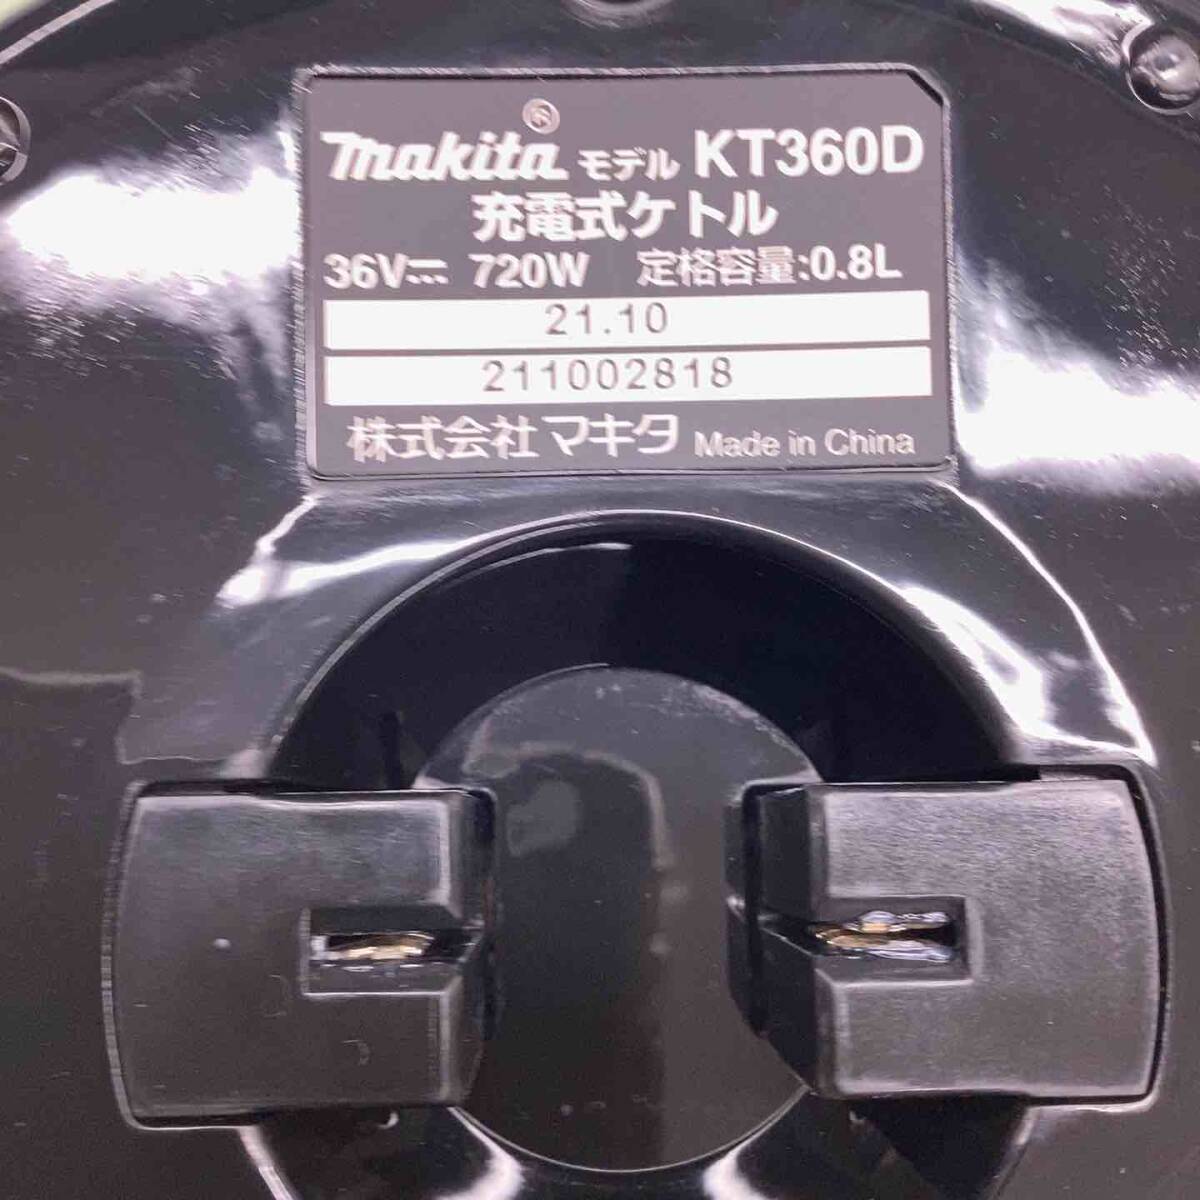 makita® モデル KT360D
充電式ケトル
36V⎓ 720W 定格容量:0.8L
21.10
211002818
株式会社マキタ Made in China